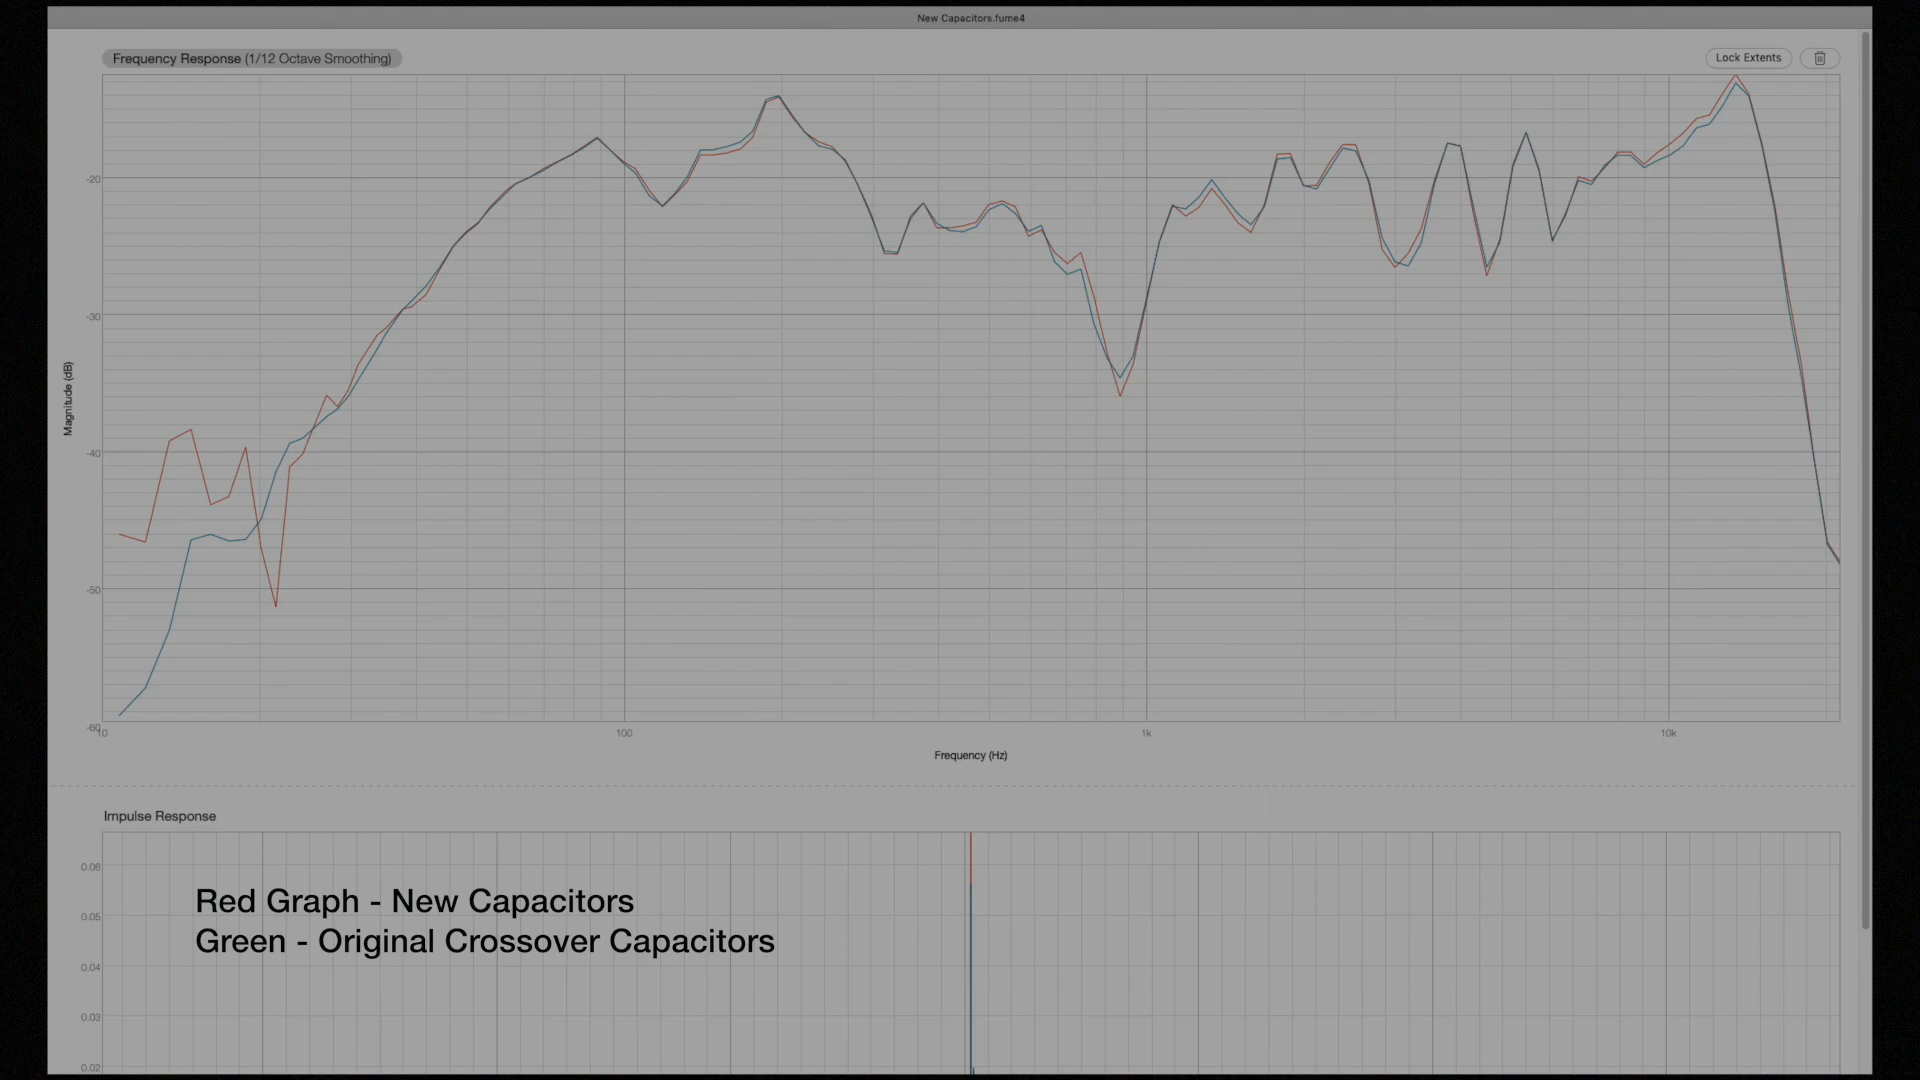 New Capacitors.fume4
Frequency Response (1/12 Octave Smoothing)
Lock Extents
-20
-30
-40
-50
-60
Magnitude (dB)
10
100
1k
10k
Frequency (Hz)
Impulse Response
0.06
0.05
0.04
0.03
0.02
Red Graph - New Capacitors
Green - Original Crossover Capacitors